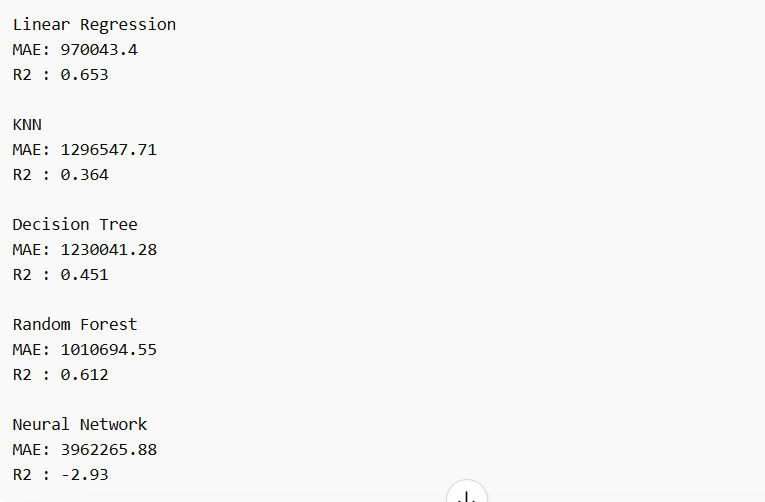 Linear Regression
MAE: 970043.4
R2 : 0.653
KNN
MAE: 1296547.71
R2 : 0.364
Decision Tree
MAE: 1230041.28
R2 : 0.451
Random Forest
MAE: 1010694.55
R2 : 0.612
Neural Network
MAE: 3962265.88
R2 : -2.93